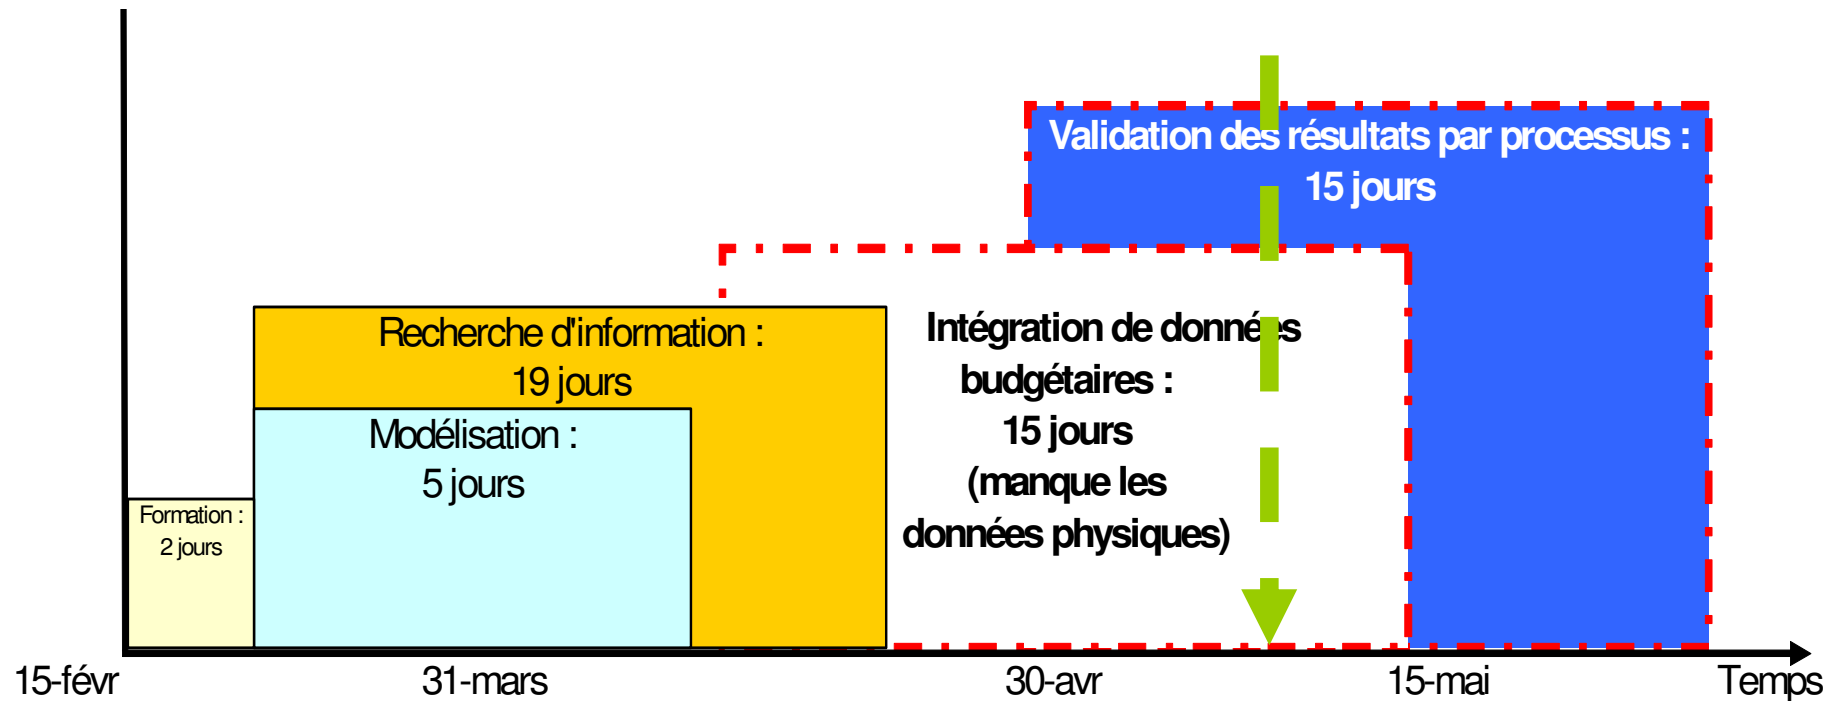 Validation des résultats par processus :
15 jours
Intégration de données
budgétaires :
15 jours
(manque les
données physiques)
Recherche d'information :
19 jours
Modélisation :
5 jours
Formation :
2 jours
15-févr
31-mars
30-avr
15-mai
Temps